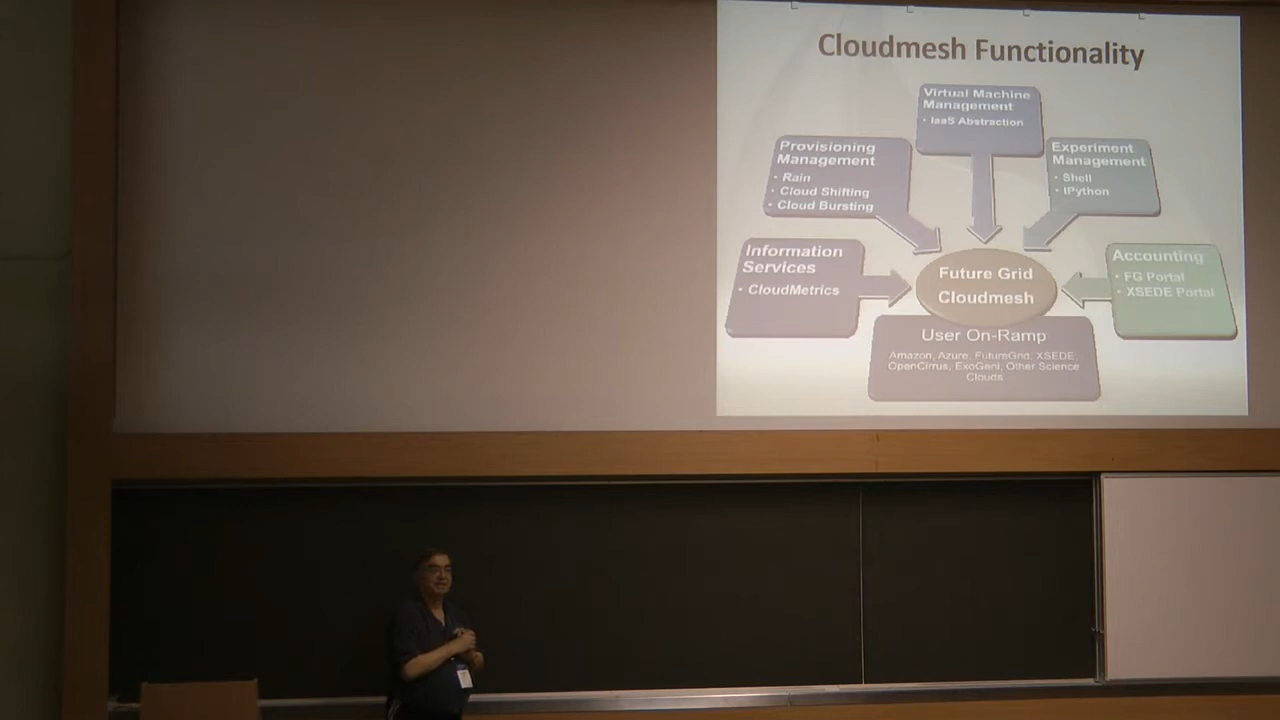 Cloudmesh Functionality
Virtual Machine
Management
• IaaS Abstraction
Provisioning
Management
• Rain
• Cloud Shifting
• Cloud Bursting
Experiment
Management
• Shell
• IPython
Information
Services
• CloudMetrics
Future Grid
Cloudmesh
Accounting
• FG Portal
• XSEDE Portal
User On-Ramp
Amazon, Azure, FutureGrid, XSEDE,
OpenCirrus, ExoGeni, Other Science
Clouds